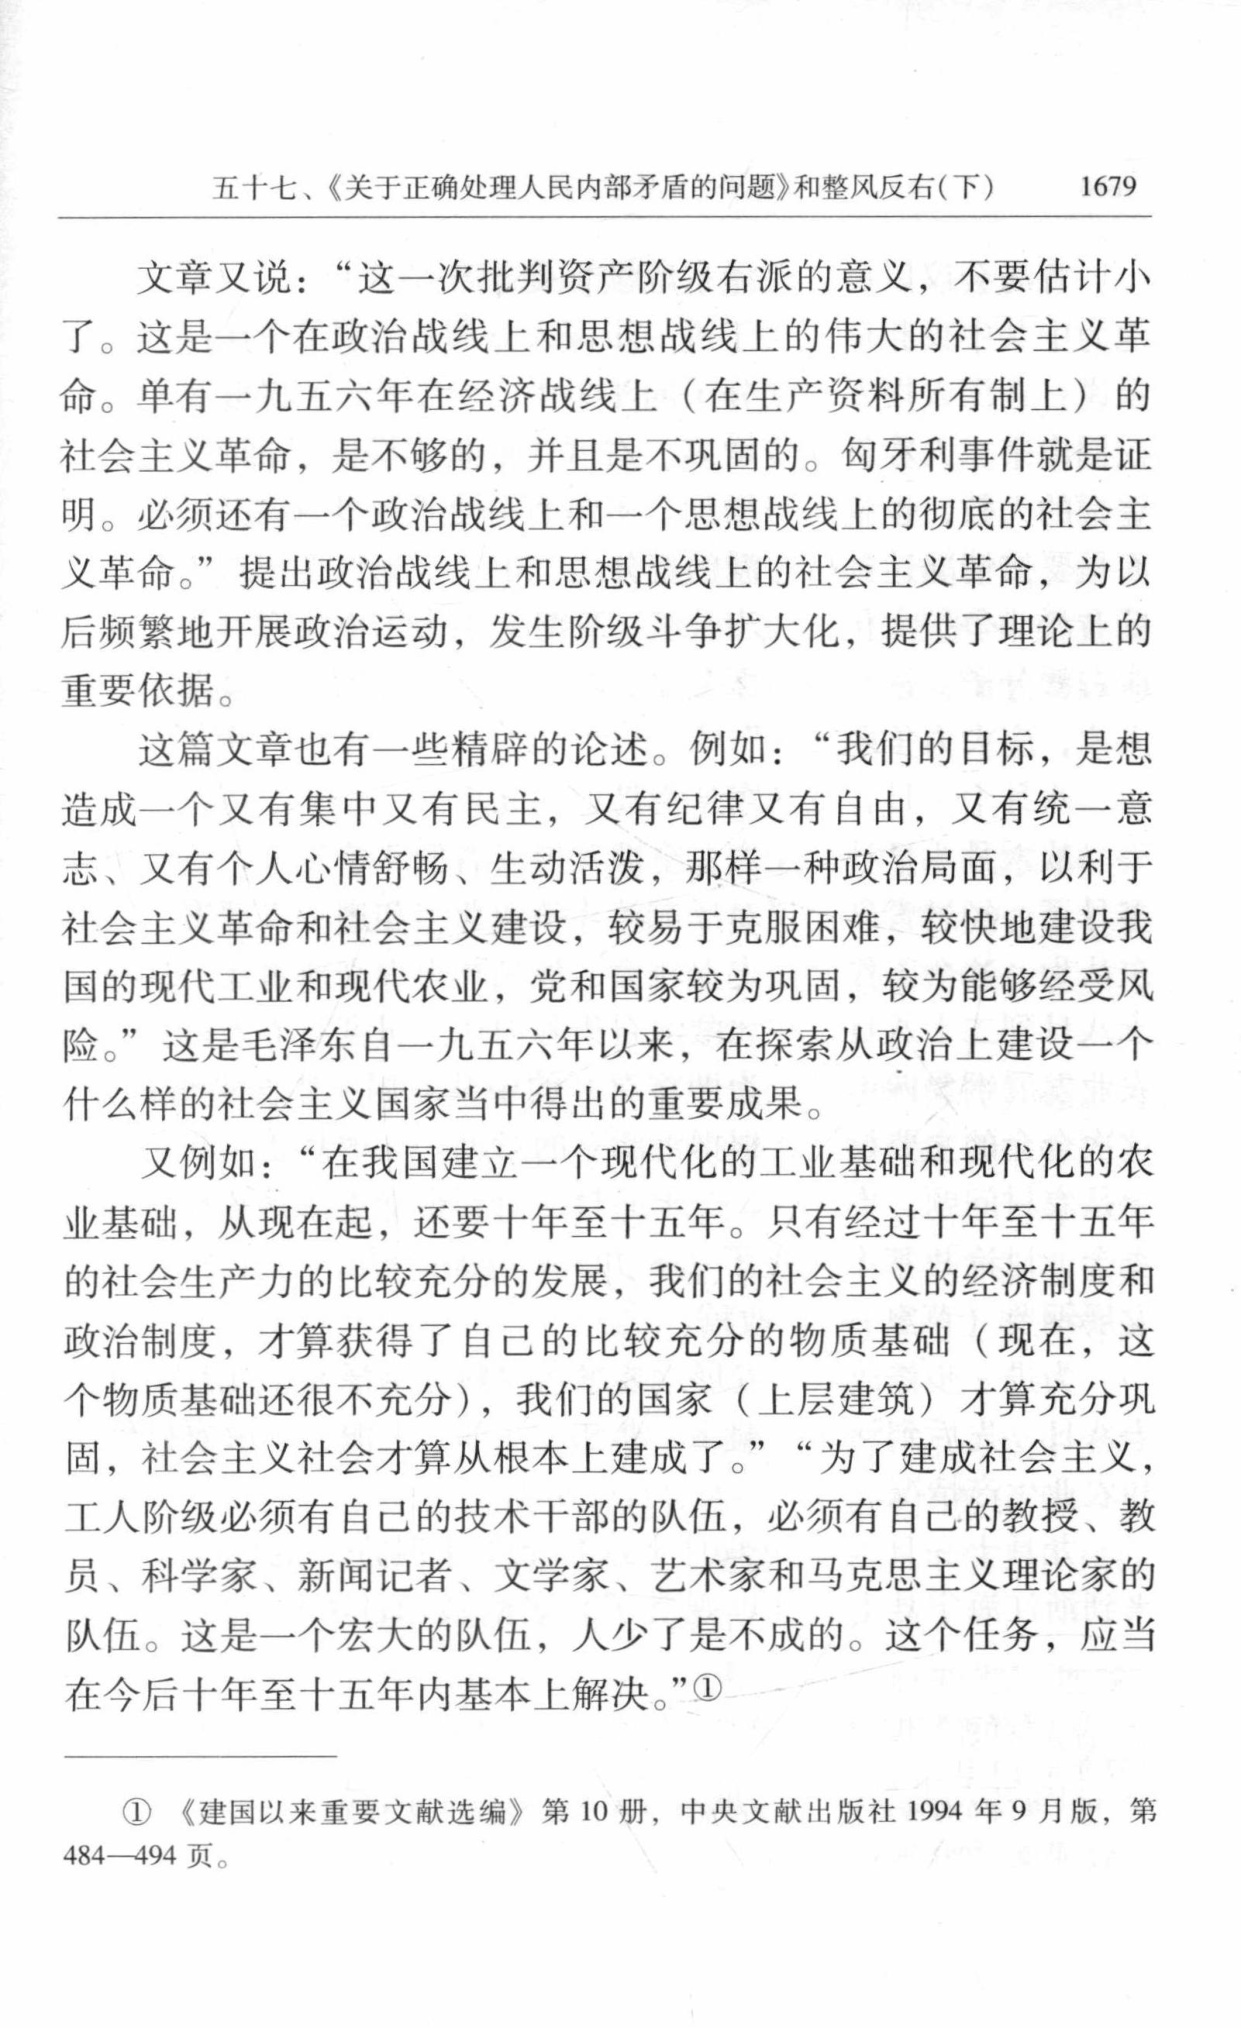 五十七、《关于正确处理人民内部矛盾的问题》和整风反右(下) 1679
文章又说：“这一次批判资产阶级右派的意义，不要估计小
了。这是一个在政治战线上和思想战线上的伟大的社会主义革
命。单有一九五六年在经济战线上（在生产资料所有制上）的
社会主义革命，是不够的，并且是不巩固的。匈牙利事件就是证
明。必须还有一个政治战线上和一个思想战线上的彻底的社会主
义革命。”提出政治战线上和思想战线上的社会主义革命，为以
后频繁地开展政治运动，发生阶级斗争扩大化，提供了理论上的
重要依据。
这篇文章也有一些精辟的论述。例如：“我们的目标，是想
造成一个又有集中又有民主，又有纪律又有自由，又有统一意
志、又有个人心情舒畅、生动活泼，那样一种政治局面，以利于
社会主义革命和社会主义建设，较易于克服困难，较快地建设我
国的现代工业和现代农业，党和国家较为巩固，较为能够经受风
险。”这是毛泽东自一九五六年以来，在探索从政治上建设一个
什么样的社会主义国家当中得出的重要成果。
又例如：“在我国建立一个现代化的工业基础和现代化的农
业基础，从现在起，还要十年至十五年。只有经过十年至十五年
的社会生产力的比较充分的发展，我们的社会主义的经济制度和
政治制度，才算获得了自己的比较充分的物质基础（现在，这
个物质基础还很不充分），我们的国家（上层建筑）才算充分巩
固，社会主义社会才算从根本上建成了。”“为了建成社会主义，
工人阶级必须有自己的技术干部的队伍，必须有自己的教授、教
员、科学家、新闻记者、文学家、艺术家和马克思主义理论家的
队伍。这是一个宏大的队伍，人少了是不成的。这个任务，应当
在今后十年至十五年内基本上解决。”①
① 《建国以来重要文献选编》第 10 册，中央文献出版社 1994 年 9 月版，第
484—494 页。